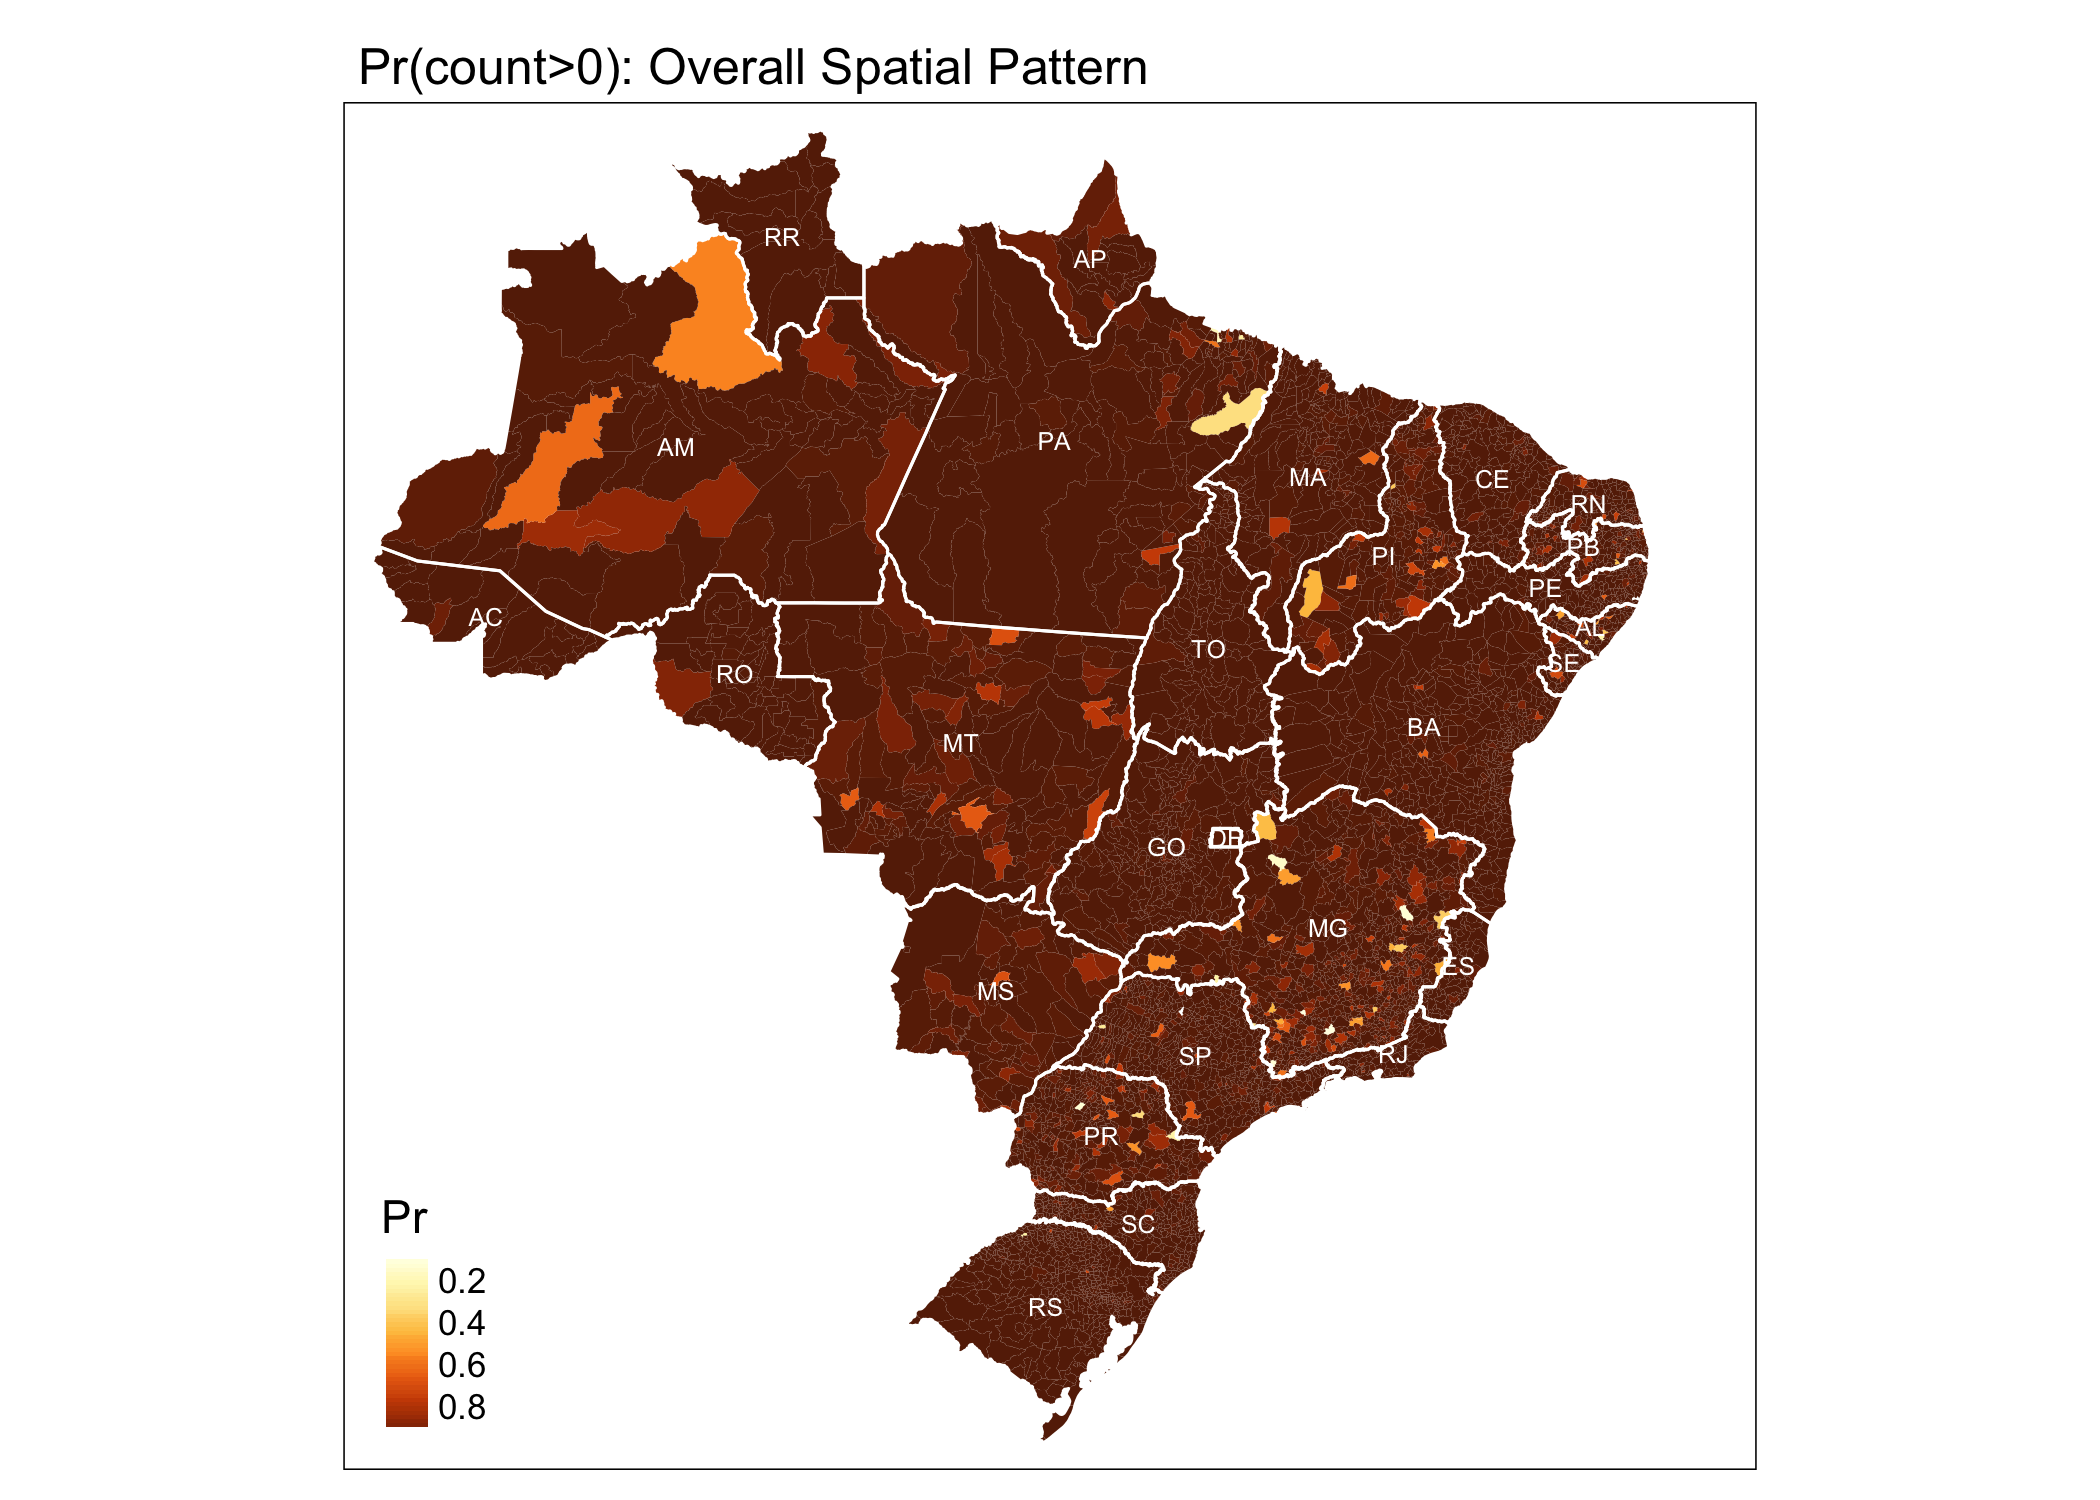 Pr(count>0): Overall Spatial Pattern
RR
AP
AM
PA
MA
CE
RN
PB
PI
PE
AC
AL
TO
SE
RO
BA
MT
GO
DF
MG
ES
MS
SP
RJ
PR
SC
RS
Pr
0.2
0.4
0.6
0.8